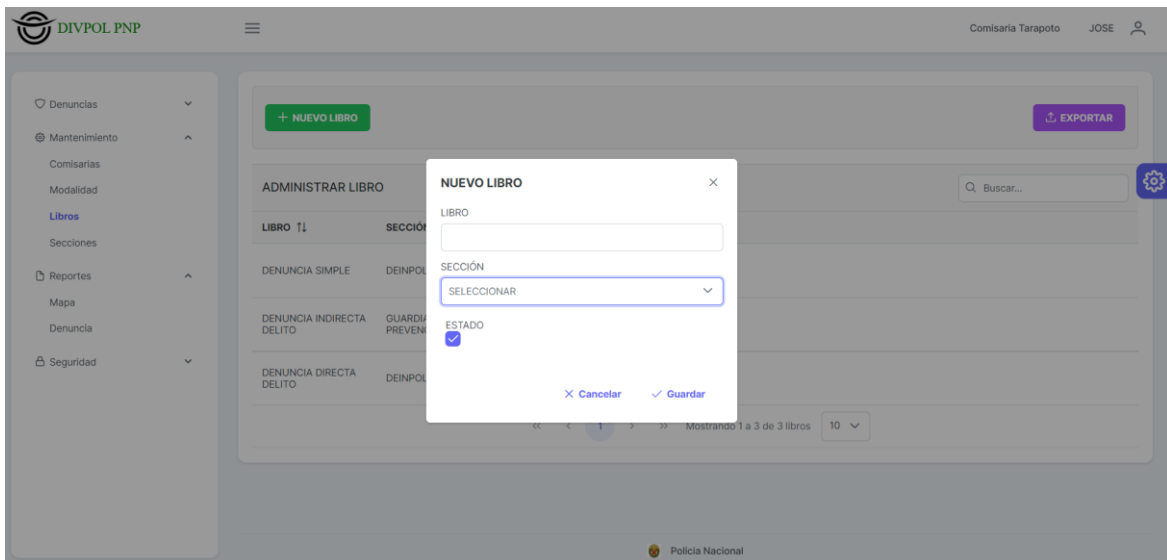 DIVPOL PNP
Comisaria Tarapoto JOSE
Denuncias
Mantenimiento
Comisarias
Modalidad
Libros
Secciones
Reportes
Mapa
Denuncia
Seguridad
+ NUEVO LIBRO
EXPORTAR
ADMINISTRAR LIBRO
Buscar...
LIBRO
DENUNCIA SIMPLE DEINPOL
DENUNCIA INDIRECTA
DELITO
DENUNCIA DIRECTA DEINPOL
DELITO
NUEVO LIBRO
LIBRO
SECCIÓN
SELECCIONAR
ESTADO
Cancelar Guardar
<< < 1 > >> Mostrando 1 a 3 de 3 libros 10
Policia Nacional